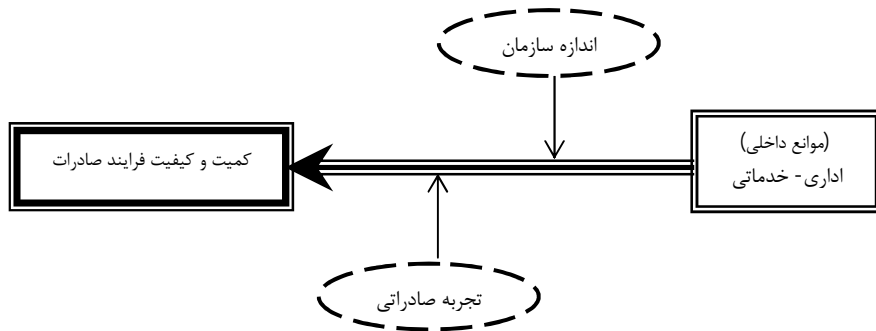 اندازه سازمان
(موانع داخلی)
اداری - خدماتی
کمیت و کیفیت فرایند صادرات
تجربه صادراتی